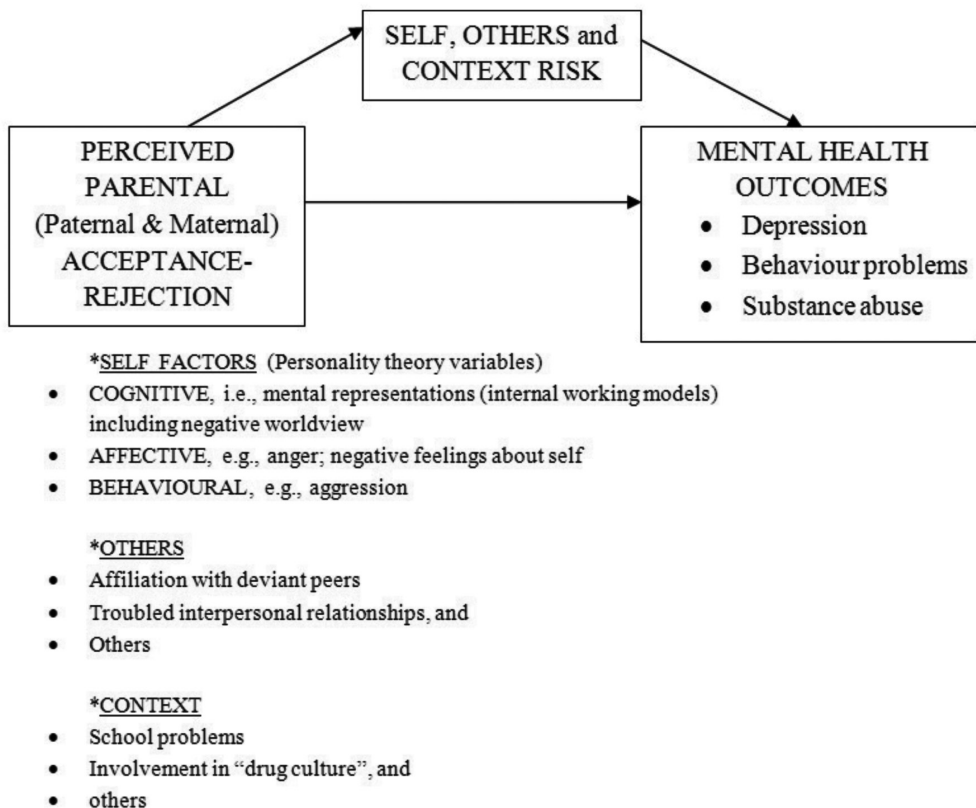 SELF, OTHERS and
CONTEXT RISK
PERCEIVED
PARENTAL
(Paternal & Maternal)
ACCEPTANCE-
REJECTION
MENTAL HEALTH
OUTCOMES
• Depression
• Behaviour problems
• Substance abuse
*SELF FACTORS (Personality theory variables)
• COGNITIVE, i.e., mental representations (internal working models)
including negative worldview
• AFFECTIVE, e.g., anger; negative feelings about self
• BEHAVIOURAL, e.g., aggression
*OTHERS
• Affiliation with deviant peers
• Troubled interpersonal relationships, and
• Others
*CONTEXT
• School problems
• Involvement in “drug culture”, and
• others